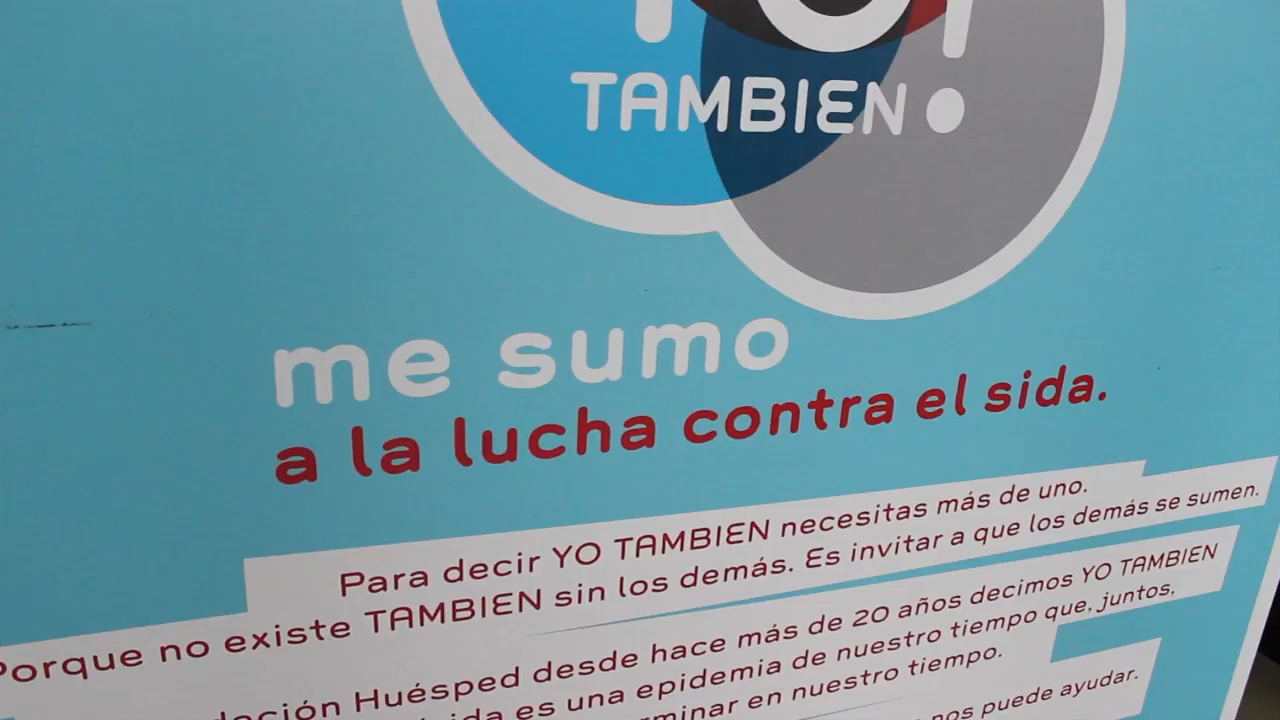 YO!
TAMBIEN
me sumo
a la lucha contra el sida.
Para decir YO TAMBIEN necesitas más de uno.
Porque no existe TAMBIEN sin los demás. Es invitar a que los demás se sumen.
Huésped desde hace más de 20 años decimos YO TAMBIEN
es una epidemia de nuestro tiempo que, juntos,
en nuestro tiempo.
nos puede ayudar.